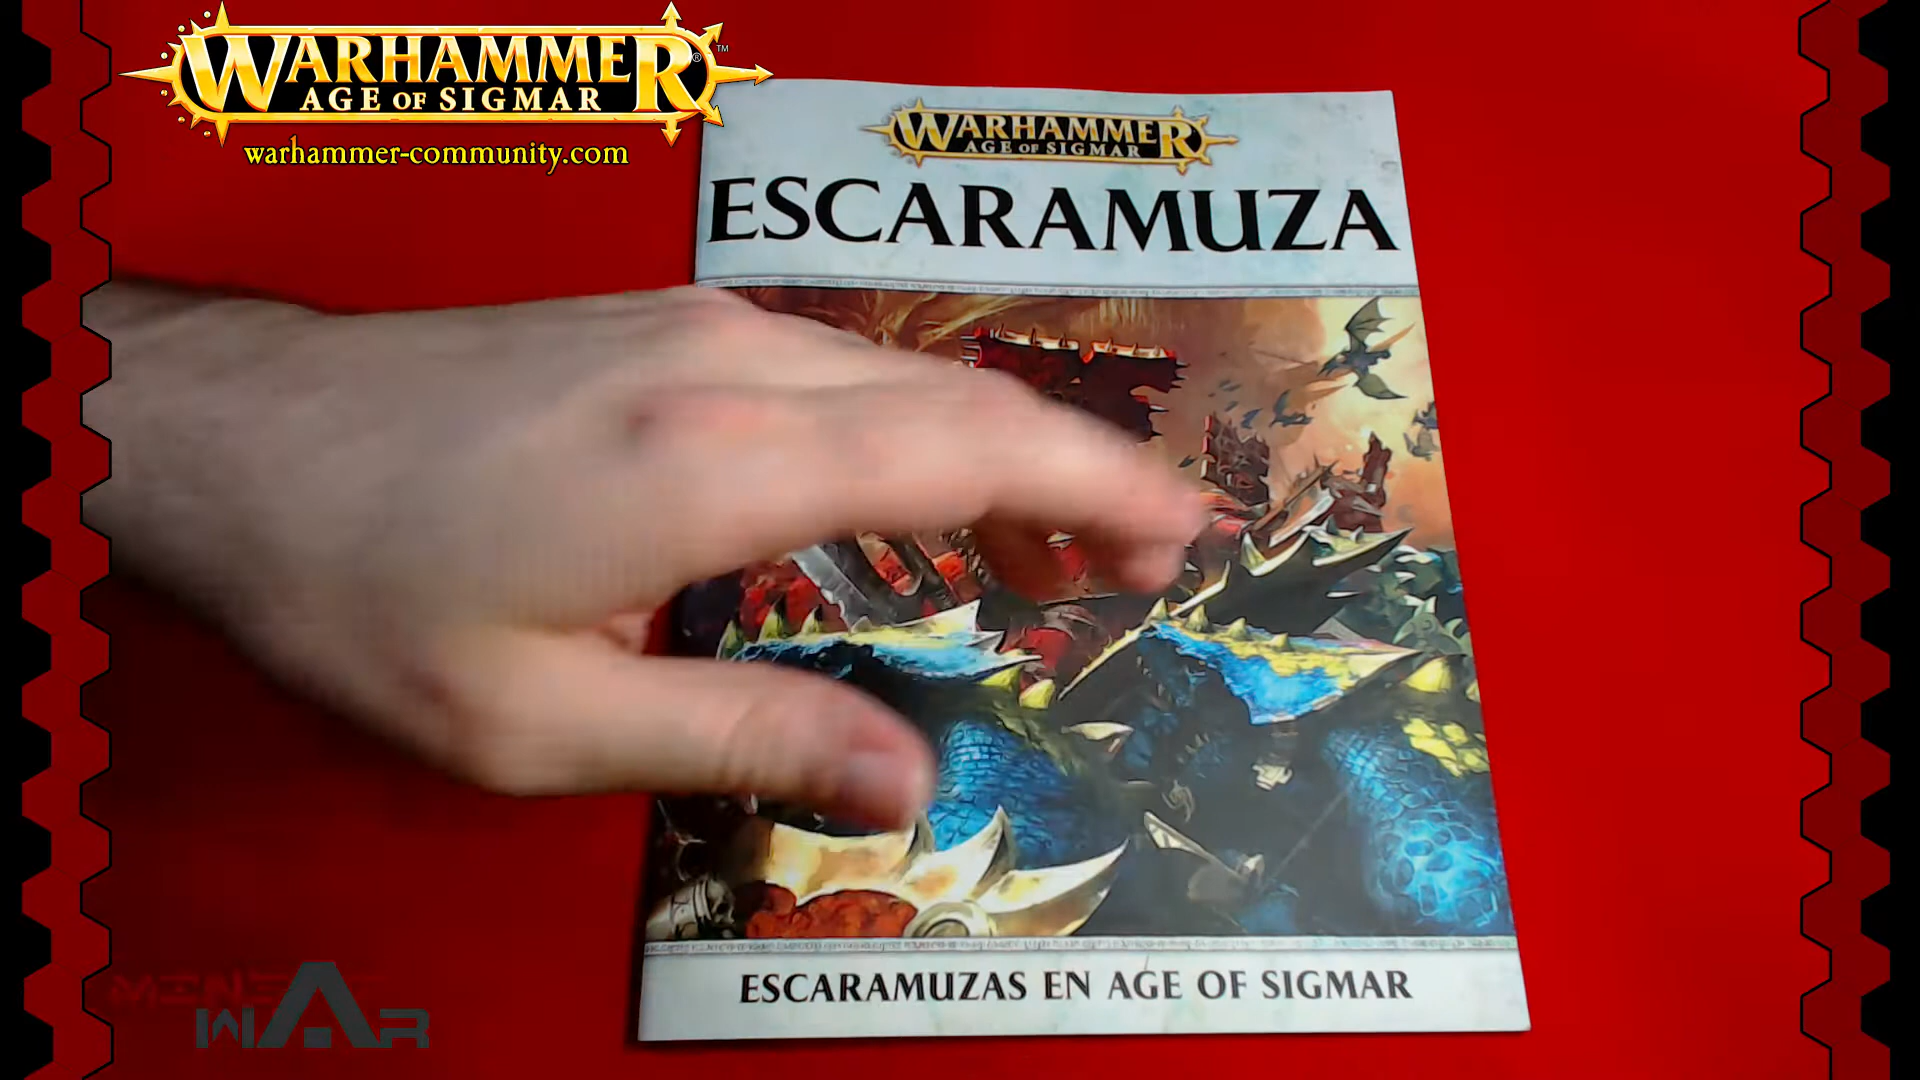 WARHAMMER
AGE OF SIGMAR
warhammer-community.com
WARHAMMER
AGE OF SIGMAR
ESCARAMUZA
ESCARAMUZAS EN AGE OF SIGMAR
WAR